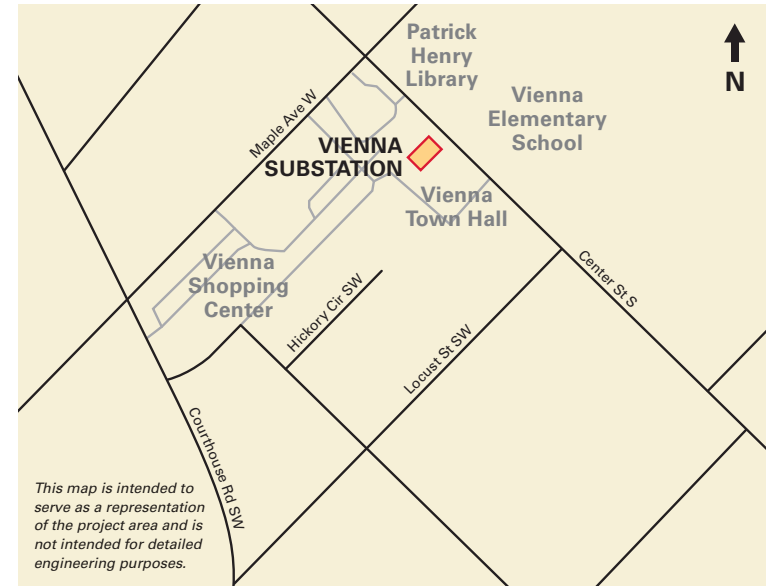 Patrick
Henry
Library
N
Vienna
Elementary
School
Maple Ave W
VIENNA
SUBSTATION
Vienna
Town Hall
Vienna
Shopping
Center
Hickory Cir SW
Center St S
Locust St SW
Courthouse Rd SW
This map is intended to
serve as a representation
of the project area and is
not intended for detailed
engineering purposes.